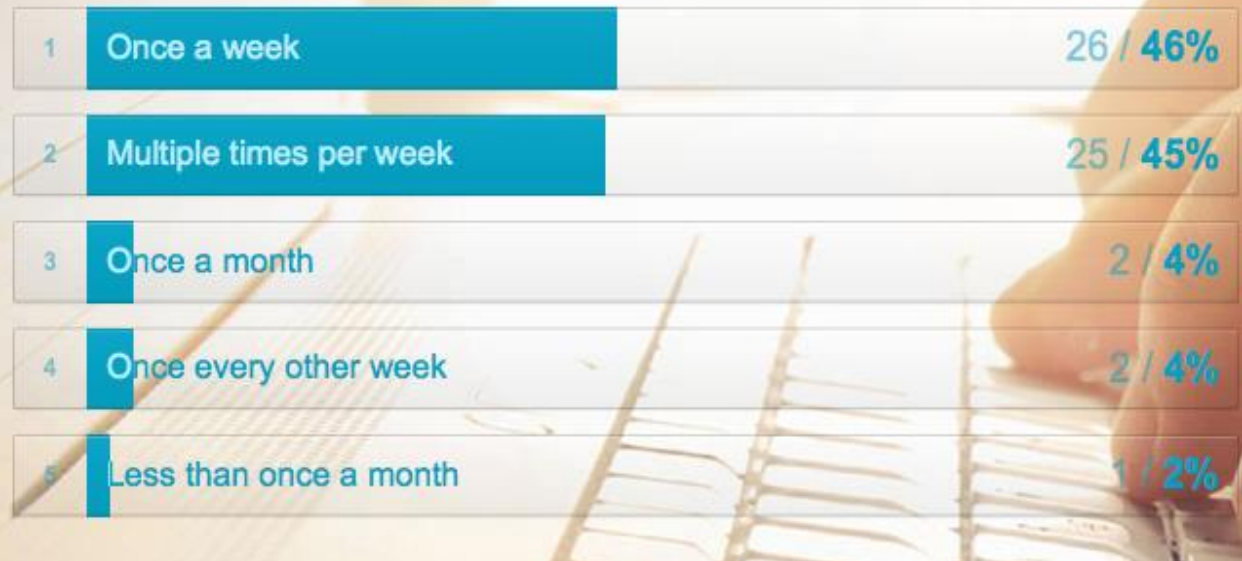 1 Once a week 26 / 46%
2 Multiple times per week 25 / 45%
3 Once a month 2 / 4%
4 Once every other week 2 / 4%
5 Less than once a month 1 / 2%